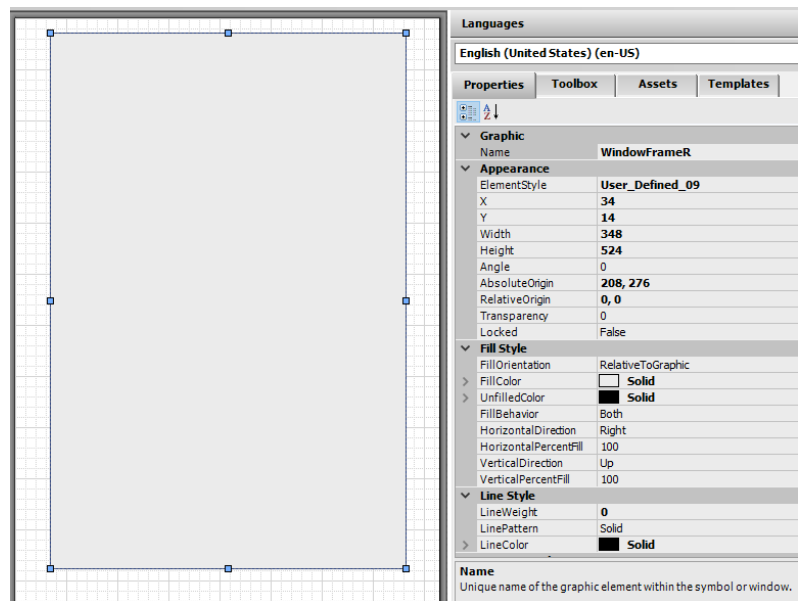 Languages
English (United States) (en-US)
Properties Toolbox Assets Templates
A
Z
Graphic
Name WindowFrameR
Appearance
ElementStyle User_Defined_09
X 34
Y 14
Width 348
Height 524
Angle 0
AbsoluteOrigin 208, 276
RelativeOrigin 0, 0
Transparency 0
Locked False
Fill Style
FillOrientation RelativeToGraphic
FillColor Solid
UnfilledColor Solid
FillBehavior Both
HorizontalDirection Right
HorizontalPercentFill 100
VerticalDirection Up
VerticalPercentFill 100
Line Style
LineWeight 0
LinePattern Solid
LineColor Solid
Name
Unique name of the graphic element within the symbol or window.